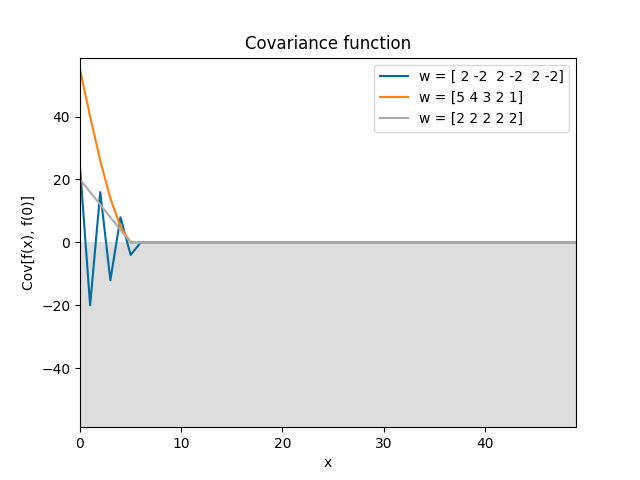 Covariance function
w = [ 2 -2  2 -2  2 -2]
w = [5 4 3 2 1]
w = [2 2 2 2 2]
Cov[f(x), f(0)]
40
20
0
−20
−40
0 10 20 30 40
x